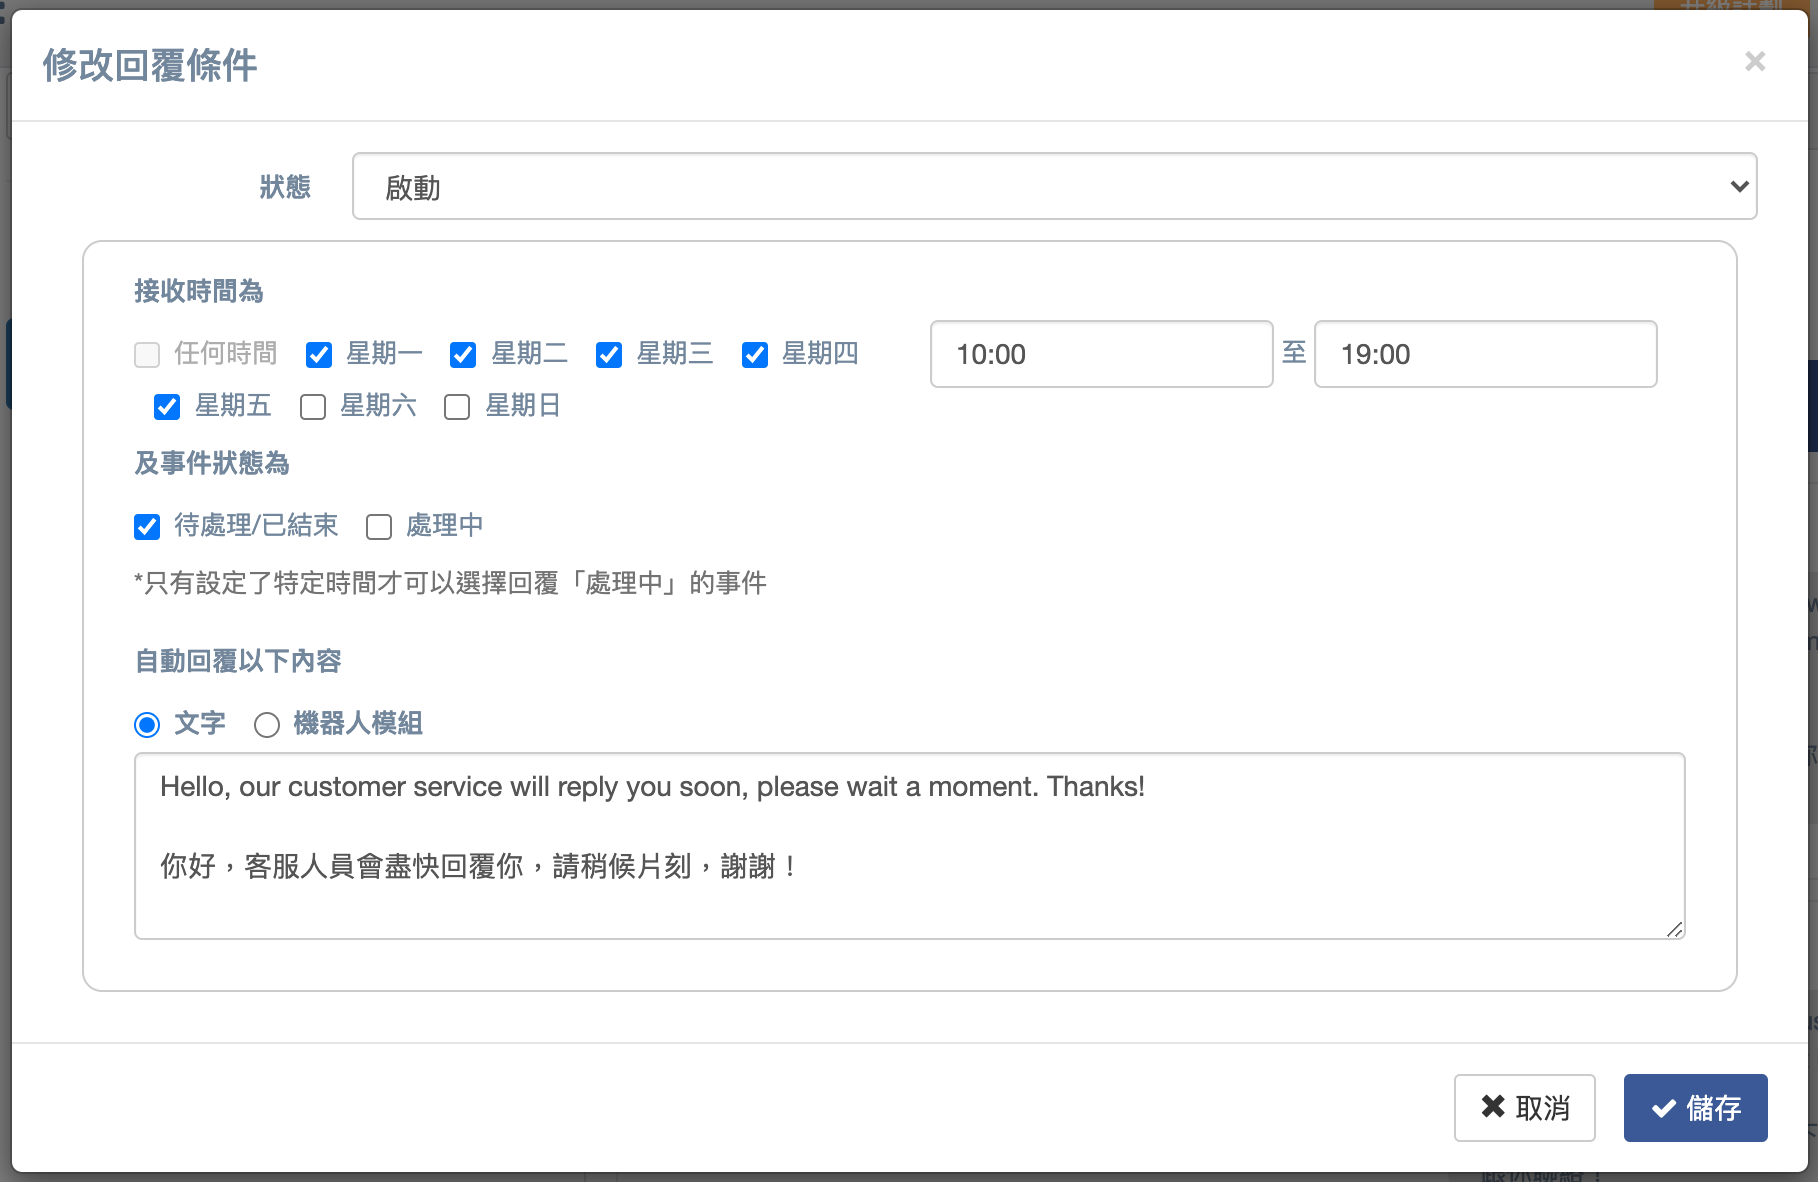 修改回覆條件
×
狀態 啟動
接收時間為
任何時間 星期一 星期二 星期三 星期四 10:00 至 19:00
星期五 星期六 星期日
及事件狀態為
待處理/已結束 處理中
*只有設定了特定時間才可以選擇回覆「處理中」的事件
自動回覆以下內容
文字 機器人模組
Hello, our customer service will reply you soon, please wait a moment. Thanks!
你好，客服人員會盡快回覆你，請稍候片刻，謝謝！
取消 儲存